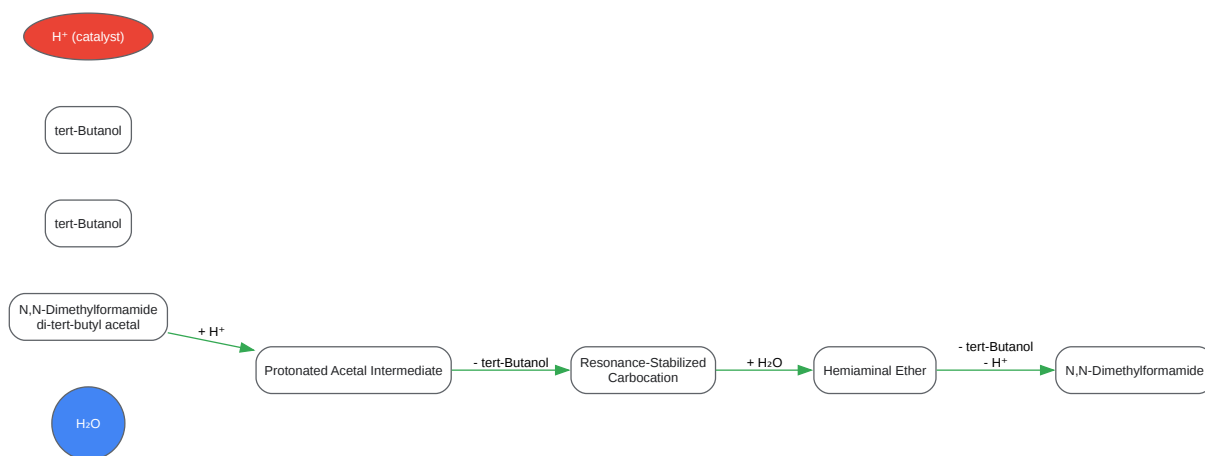 H⁺ (catalyst)
tert-Butanol
tert-Butanol
N,N-Dimethylformamide
di-tert-butyl acetal
+ H⁺
Protonated Acetal Intermediate
- tert-Butanol
Resonance-Stabilized
Carbocation
+ H₂O
Hemiaminal Ether
- tert-Butanol
- H⁺
N,N-Dimethylformamide
H₂O